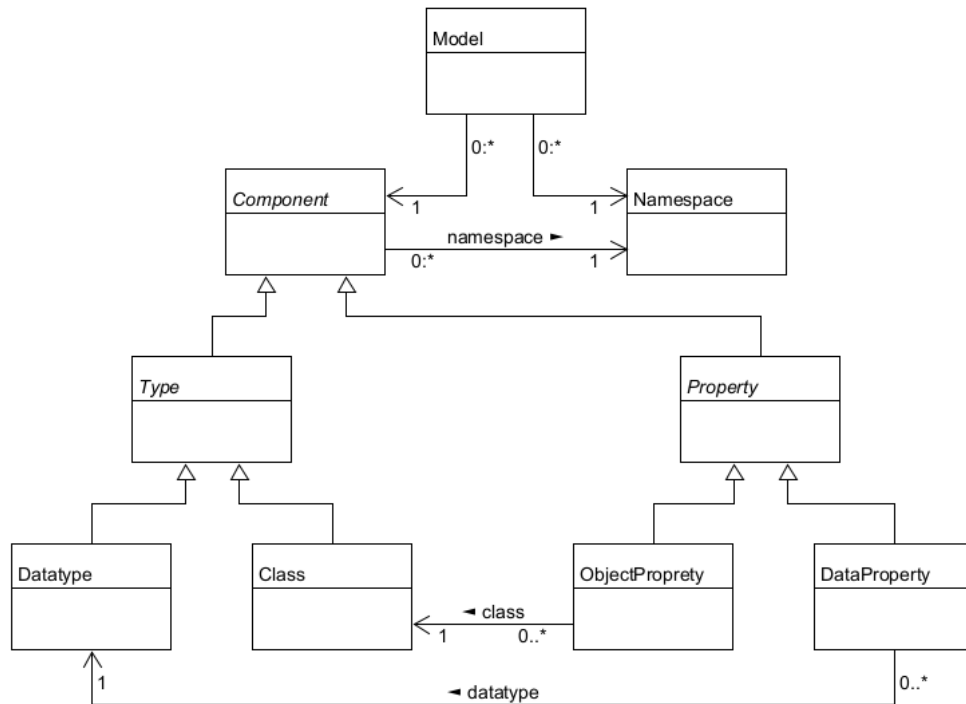 Model
0:* 0:*
Component
Namespace
1 1
namespace ►
0:* 1
Type
Property
Datatype
Class
ObjectProprety
DataProperty
◄ class
1 0..*
1 0..*
◄ datatype